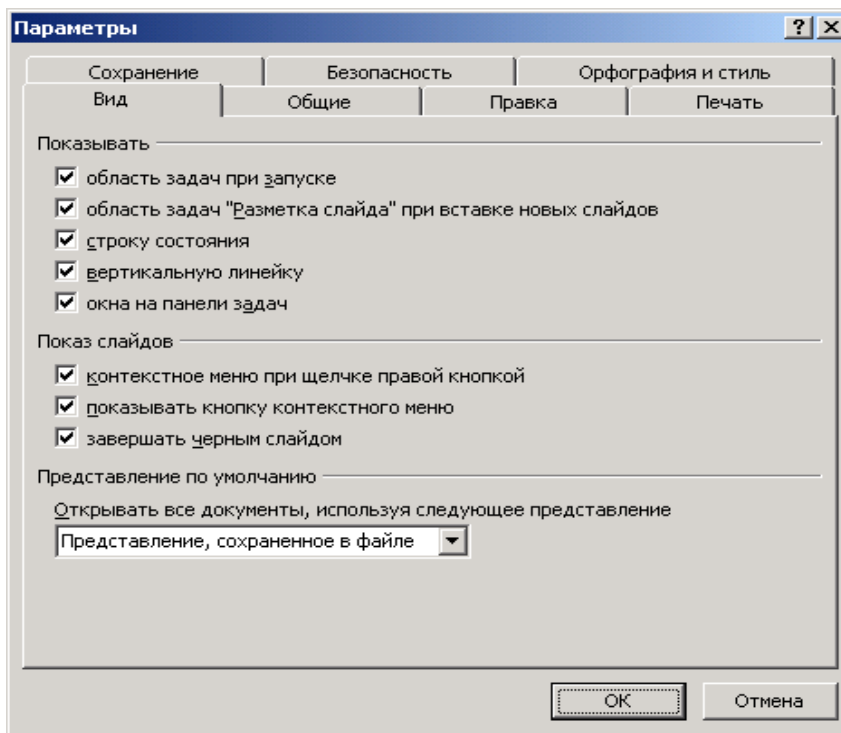 Параметры
Сохранение Безопасность Орфография и стиль
Вид Общие Правка Печать
Показывать
область задач при запуске
область задач "Разметка слайда" при вставке новых слайдов
строку состояния
вертикальную линейку
окна на панели задач
Показ слайдов
контекстное меню при щелчке правой кнопкой
показывать кнопку контекстного меню
завершать черным слайдом
Представление по умолчанию
Открывать все документы, используя следующее представление
Представление, сохраненное в файле
ОК Отмена